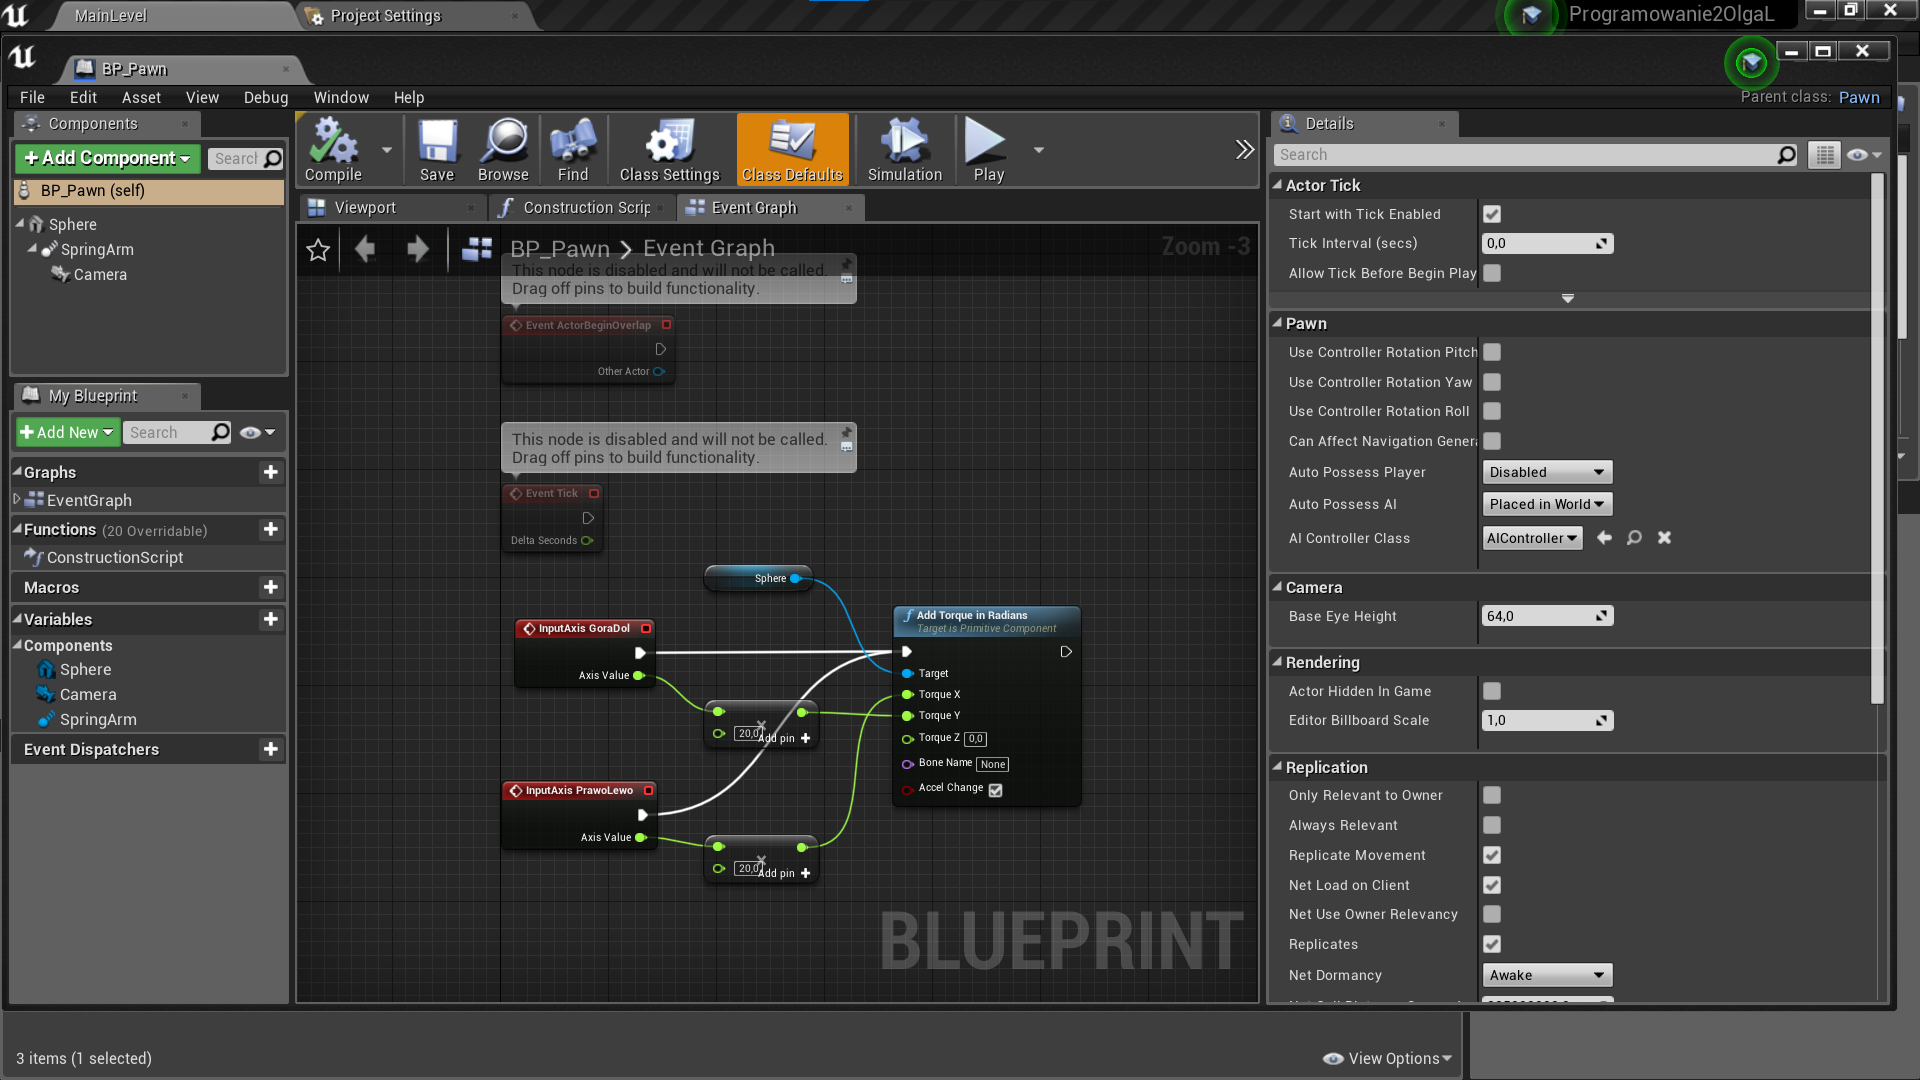 MainLevel
Project Settings
Programowanie2OlgaL
BP_Pawn
File Edit Asset View Debug Window Help
Parent class: Pawn
Components
+Add Component
Search
BP_Pawn (self)
Sphere
SpringArm
Camera
My Blueprint
+Add New
Search
Graphs
EventGraph
Functions (20 Overridable)
ConstructionScript
Macros
Variables
Components
Sphere
Camera
SpringArm
Event Dispatchers
Compile
Save
Browse
Find
Class Settings
Class Defaults
Simulation
Play
Viewport
Construction Scrip
Event Graph
BP_Pawn > Event Graph
Zoom -3
This node is disabled and will not be called.
Drag off pins to build functionality.
Event ActorBeginOverlap
Other Actor
This node is disabled and will not be called.
Drag off pins to build functionality.
Event Tick
Delta Seconds
Sphere
InputAxis GoraDol
Axis Value
20,0
Add pin +
InputAxis PrawoLewo
Axis Value
20,0
Add pin +
Add Torque in Radians
Target is Primitive Component
Target
Torque X
Torque Y
Torque Z 0,0
Bone Name None
Accel Change
BLUEPRINT
Details
Search
Actor Tick
Start with Tick Enabled
Tick Interval (secs) 0,0
Allow Tick Before Begin Play
Pawn
Use Controller Rotation Pitch
Use Controller Rotation Yaw
Use Controller Rotation Roll
Can Affect Navigation Genera
Auto Possess Player Disabled
Auto Possess AI Placed in World
AI Controller Class AIController
Camera
Base Eye Height 64,0
Rendering
Actor Hidden In Game
Editor Billboard Scale 1,0
Replication
Only Relevant to Owner
Always Relevant
Replicate Movement
Net Load on Client
Net Use Owner Relevancy
Replicates
Net Dormancy Awake
3 items (1 selected)
View Options